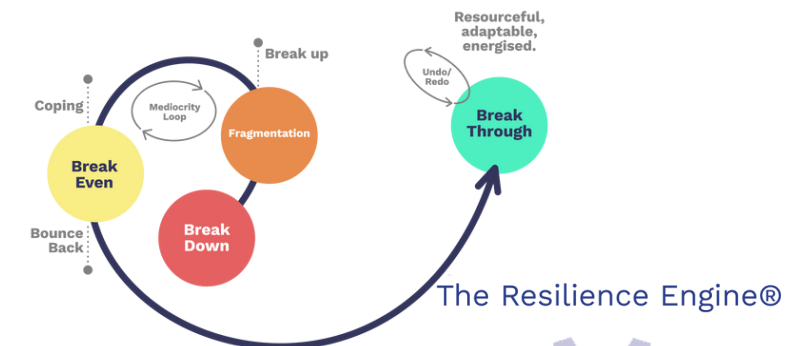 Resourceful,
adaptable,
energised.
Break up
Undo/
Redo
Coping
Mediocrity
Loop
Fragmentation
Break
Through
Break
Even
Bounce
Back
Break
Down
The Resilience Engine®